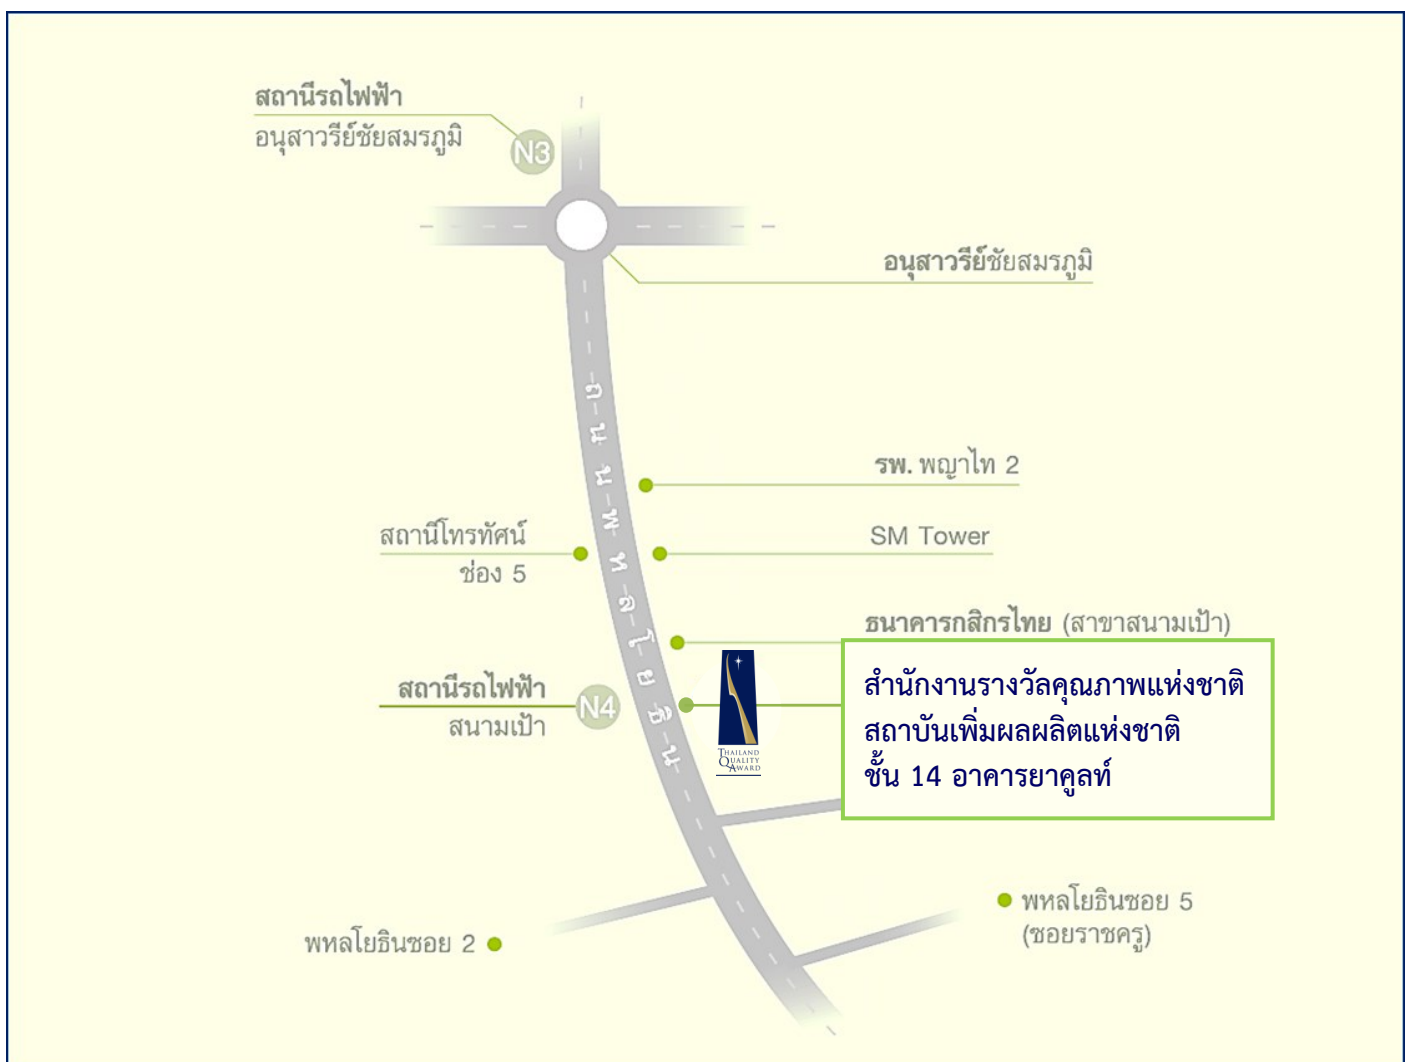 สถานีรถไฟฟ้า
อนุสาวรีย์ชัยสมรภูมิ
N3
อนุสาวรีย์ชัยสมรภูมิ
ถนนพหลโยธิน
รพ. พญาไท 2
สถานีโทรทัศน์
ช่อง 5
SM Tower
ธนาคารกสิกรไทย (สาขาสนามเป้า)
สถานีรถไฟฟ้า
สนามเป้า
N4
THAILAND
QUALITY
AWARD
สำนักงานรางวัลคุณภาพแห่งชาติ
สถาบันเพิ่มผลผลิตแห่งชาติ
ชั้น 14 อาคารยาคูลท์
พหลโยธินซอย 5
(ซอยราชครู)
พหลโยธินซอย 2